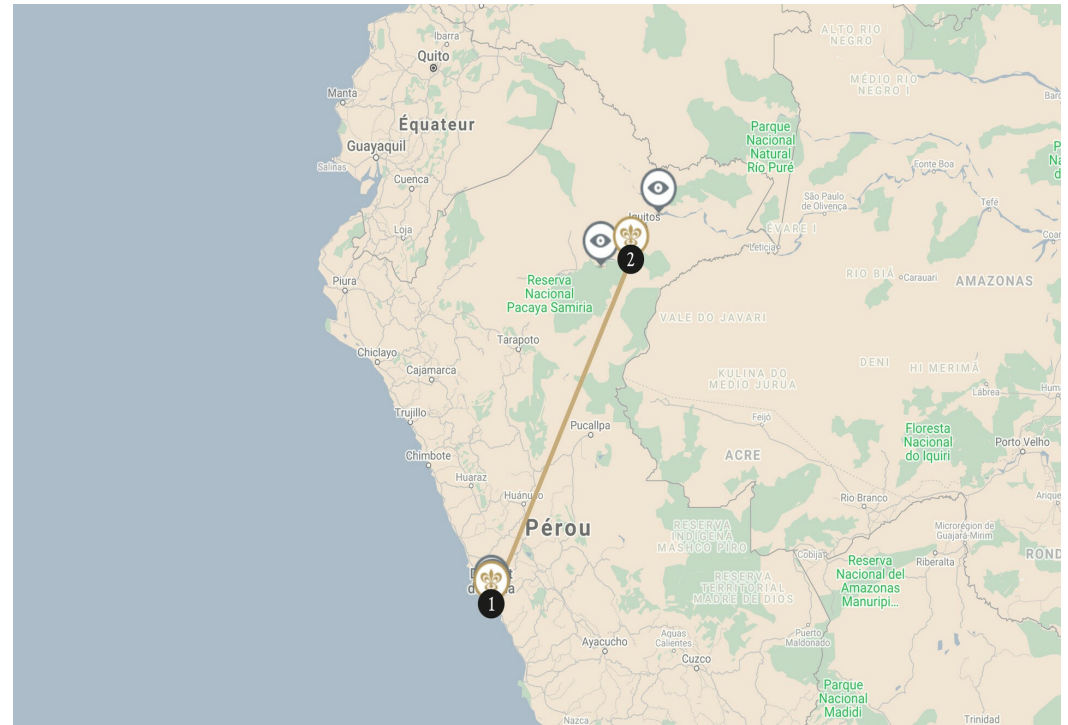 ALTO RIO
NEGRO
Ibarra
Quito
MÉDIO RIO
NEGRO I
Manta
Équateur
Parque
Nacional
Natural
Río Puré
Guayaquil
Salinas
Cuenca
Fonte Boa
São Paulo
de Olivença
Tefé
Iquitos
Loja
ÉVARE I
Leticia
2
RIO BIÁ
Carauari
AMAZONAS
Piura
Reserva
Nacional
Pacaya Samiria
VALE DO JAVARI
Tarapoto
Chiclayo
Cajamarca
DENI
HI MERIMÃ
KULINA DO
MÉDIO JURUÁ
Lábrea
Trujillo
Feijó
Pucallpa
Floresta
Nacional
do Iquiri
Porto Velho
Chimbote
ACRE
Huaraz
Huánuco
Rio Branco
Pérou
RESERVA
INDIGENA
MASHCO PIRO
Microrégion de
Guajará-Mirim
Cobija
Reserva
Nacional del
Amazonas
Manuripi...
Riberalta
RESERVA
TERRITORIAL
MADRE DE DIOS
1
Ayacucho
Aguas
Calientes
Puerto
Maldonado
Cuzco
Parque
Nacional
Madidi
Nazca
Trinidad